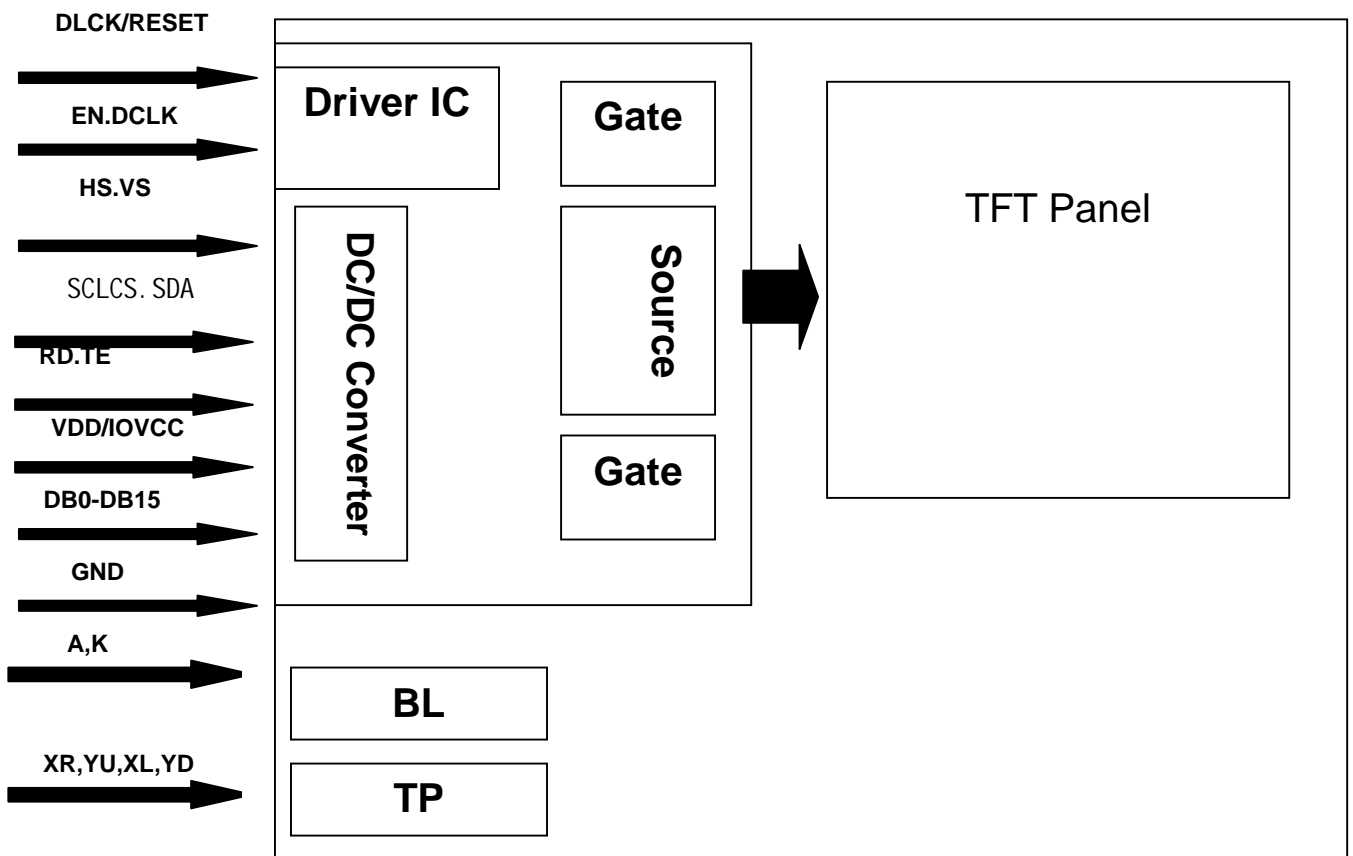 DLCK/RESET
EN.DCLK
HS.VS
SCLCS. SDA
RD.TE
VDD/IOVCC
DB0-DB15
GND
A,K
XR,YU,XL,YD
Driver IC
DC/DC Converter
Gate
Source
Gate
BL
TP
TFT Panel